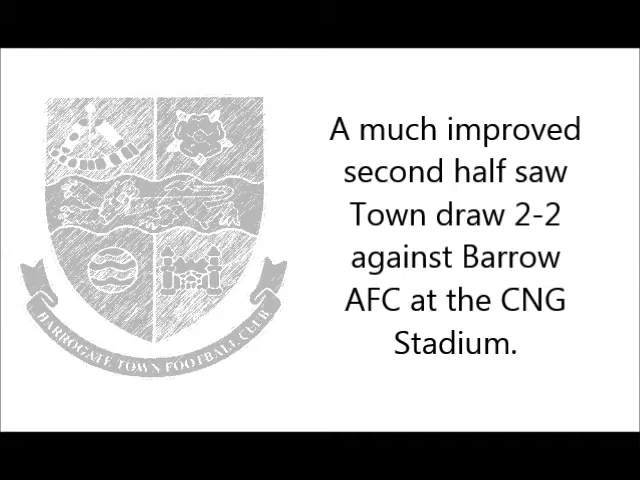 A much improved
second half saw
Town draw 2-2
against Barrow
AFC at the CNG
Stadium.
HARROGATE TOWN FOOTBALL CLUB